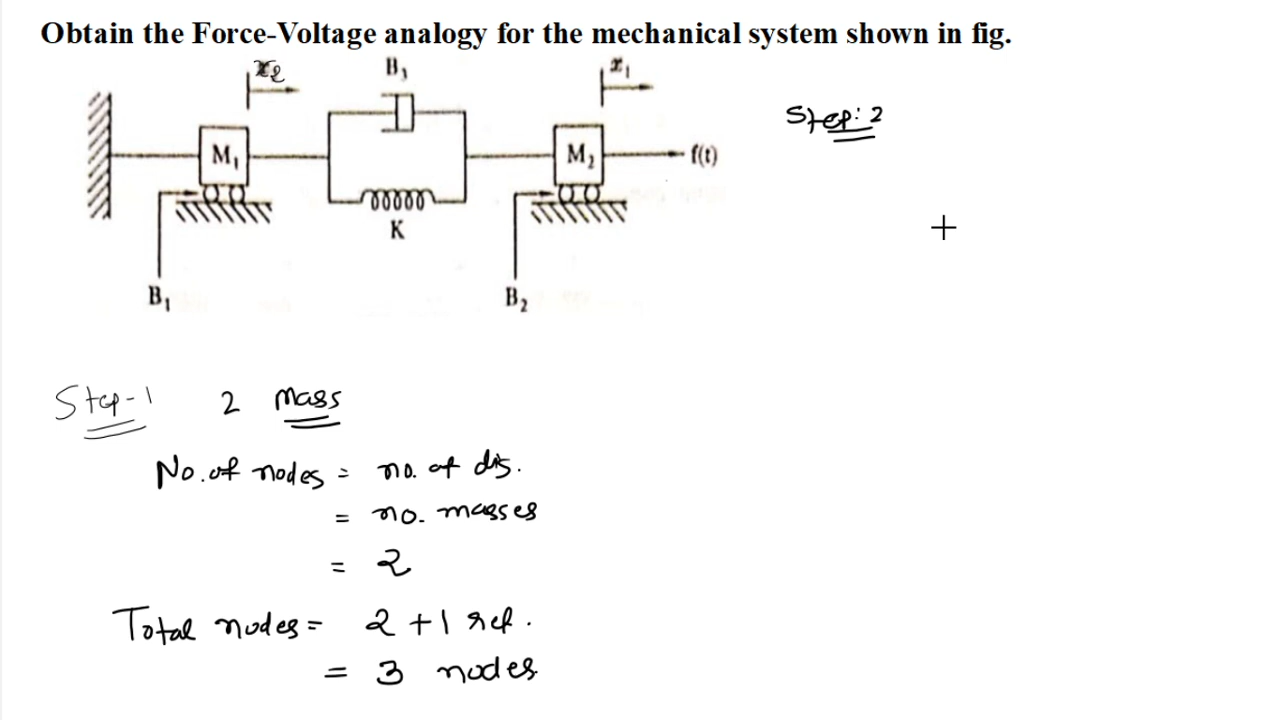 Obtain the Force-Voltage analogy for the mechanical system shown in fig.
x2 B1 x1
Step: 2
M1 M2 f(t)
K
B1 B2
Step-1 2 mass
No. of nodes = no. of dis.
= no. masses
= 2
Total nodes = 2 + 1 ref.
= 3 nodes